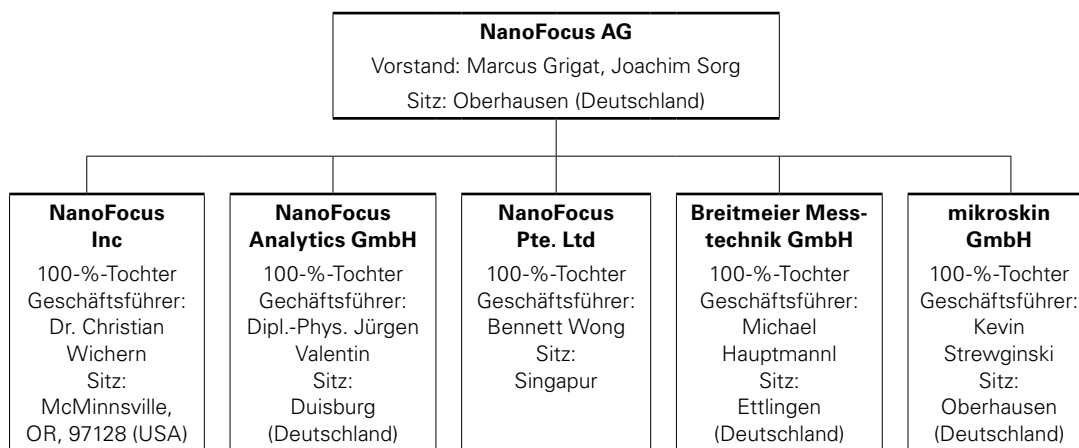 NanoFocus AG
Vorstand: Marcus Grigat, Joachim Sorg
Sitz: Oberhausen (Deutschland)
NanoFocus
Inc
100-%-Tochter
Geschäftsführer:
Dr. Christian
Wichern
Sitz:
McMinnsville,
OR, 97128 (USA)
NanoFocus
Analytics GmbH
100-%-Tochter
Gechäftsführer:
Dipl.-Phys. Jürgen
Valentin
Sitz:
Duisburg
(Deutschland)
NanoFocus
Pte. Ltd
100-%-Tochter
Geschäftsführer:
Bennett Wong
Sitz:
Singapur
Breitmeier Mess-
technik GmbH
100-%-Tochter
Geschäftsführer:
Michael
Hauptmannl
Sitz:
Ettlingen
(Deutschland)
mikroskin
GmbH
100-%-Tochter
Geschäftsführer:
Kevin
Strewginski
Sitz:
Oberhausen
(Deutschland)